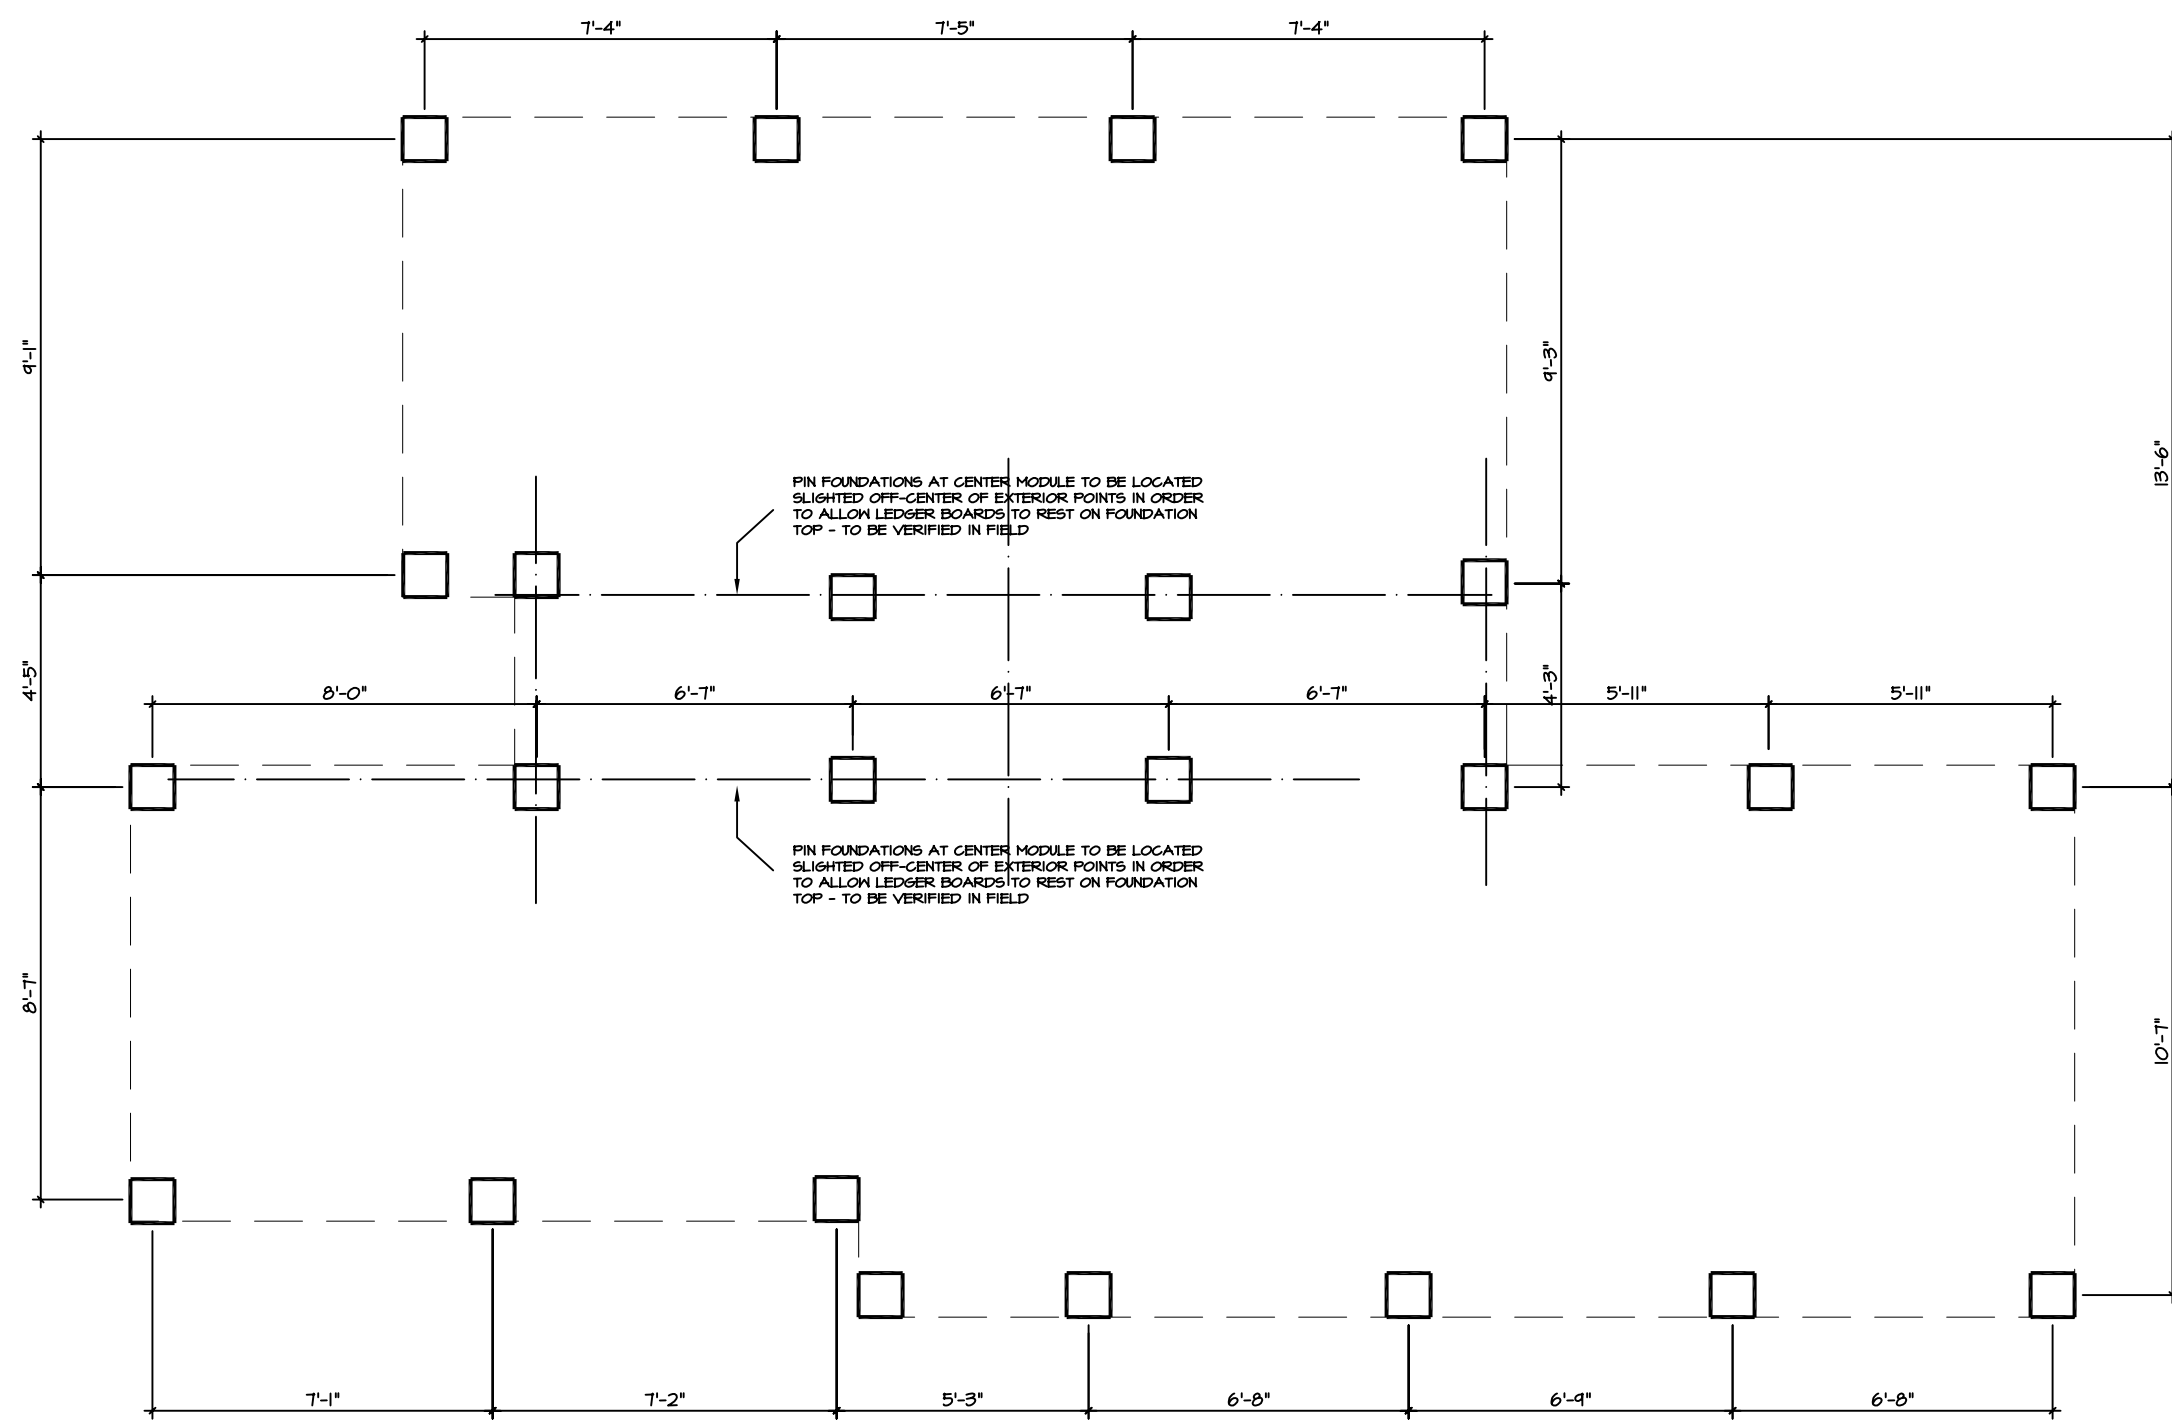 7'-4" 7'-5" 7'-4"
9'-1"
9'-3"
13'-6"
PIN FOUNDATIONS AT CENTER MODULE TO BE LOCATED
SLIGHTED OFF-CENTER OF EXTERIOR POINTS IN ORDER
TO ALLOW LEDGER BOARDS TO REST ON FOUNDATION
TOP - TO BE VERIFIED IN FIELD
4'-5"
4'-3"
8'-0" 6'-7" 6'-7" 6'-7" 5'-11" 5'-11"
PIN FOUNDATIONS AT CENTER MODULE TO BE LOCATED
SLIGHTED OFF-CENTER OF EXTERIOR POINTS IN ORDER
TO ALLOW LEDGER BOARDS TO REST ON FOUNDATION
TOP - TO BE VERIFIED IN FIELD
8'-7"
10'-7"
7'-1" 7'-2" 5'-3" 6'-8" 6'-9" 6'-8"